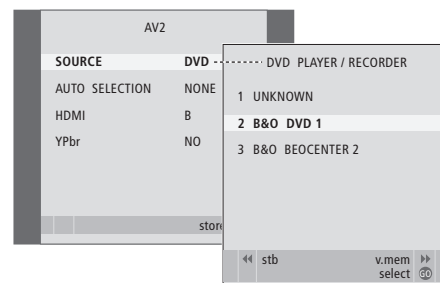 AV2
SOURCE DVD
AUTO SELECTION NONE
HDMI B
YPbr NO
store
DVD PLAYER / RECORDER
1 UNKNOWN
2 B&O DVD 1
3 B&O BEOCENTER 2
stb v.mem
select GO